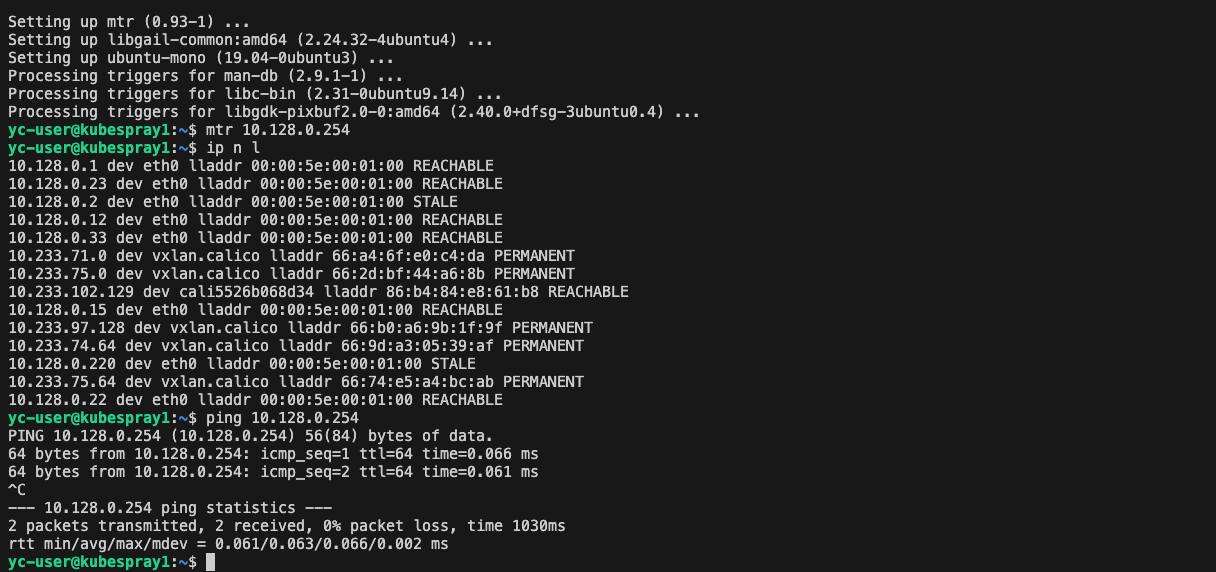 Setting up mtr (0.93-1) ...
Setting up libgail-common:amd64 (2.24.32-4ubuntu4) ...
Setting up ubuntu-mono (19.04-0ubuntu3) ...
Processing triggers for man-db (2.9.1-1) ...
Processing triggers for libc-bin (2.31-0ubuntu9.14) ...
Processing triggers for libgdk-pixbuf2.0-0:amd64 (2.40.0+dfsg-3ubuntu0.4) ...
yc-user@kubespray1:~$ mtr 10.128.0.254
yc-user@kubespray1:~$ ip n l
10.128.0.1 dev eth0 lladdr 00:00:5e:00:01:00 REACHABLE
10.128.0.23 dev eth0 lladdr 00:00:5e:00:01:00 REACHABLE
10.128.0.2 dev eth0 lladdr 00:00:5e:00:01:00 STALE
10.128.0.12 dev eth0 lladdr 00:00:5e:00:01:00 REACHABLE
10.128.0.33 dev eth0 lladdr 00:00:5e:00:01:00 REACHABLE
10.233.71.0 dev vxlan.calico lladdr 66:a4:6f:e0:c4:da PERMANENT
10.233.75.0 dev vxlan.calico lladdr 66:2d:bf:44:a6:8b PERMANENT
10.233.102.129 dev cali5526b068d34 lladdr 86:b4:84:e8:61:b8 REACHABLE
10.128.0.15 dev eth0 lladdr 00:00:5e:00:01:00 REACHABLE
10.233.97.128 dev vxlan.calico lladdr 66:b0:a6:9b:1f:9f PERMANENT
10.233.74.64 dev vxlan.calico lladdr 66:9d:a3:05:39:af PERMANENT
10.128.0.220 dev eth0 lladdr 00:00:5e:00:01:00 STALE
10.233.75.64 dev vxlan.calico lladdr 66:74:e5:a4:bc:ab PERMANENT
10.128.0.22 dev eth0 lladdr 00:00:5e:00:01:00 REACHABLE
yc-user@kubespray1:~$ ping 10.128.0.254
PING 10.128.0.254 (10.128.0.254) 56(84) bytes of data.
64 bytes from 10.128.0.254: icmp_seq=1 ttl=64 time=0.066 ms
64 bytes from 10.128.0.254: icmp_seq=2 ttl=64 time=0.061 ms
^C
--- 10.128.0.254 ping statistics ---
2 packets transmitted, 2 received, 0% packet loss, time 1030ms
rtt min/avg/max/mdev = 0.061/0.063/0.066/0.002 ms
yc-user@kubespray1:~$